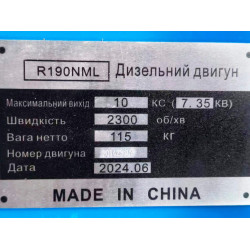 R190NML Дизельний двигун
Максимальний вихід 10 КС (7, 35 КВ)
Швидкість 2300 об/хв
Вага нетто 115 КГ
Номер двигуна
Дата 2024.06
MADE IN CHINA